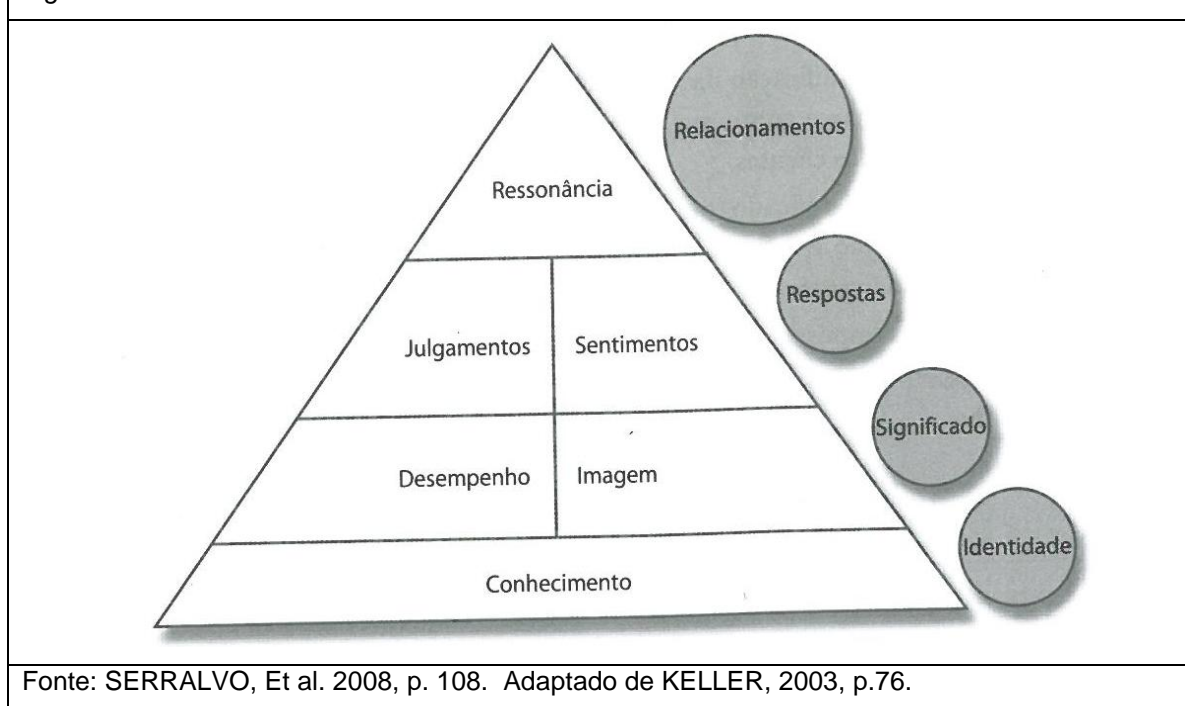 Relacionamentos
Ressonância
Respostas
Julgamentos
Sentimentos
Significado
Desempenho
Imagem
Identidade
Conhecimento
Fonte: SERRALVO, Et al. 2008, p. 108. Adaptado de KELLER, 2003, p.76.